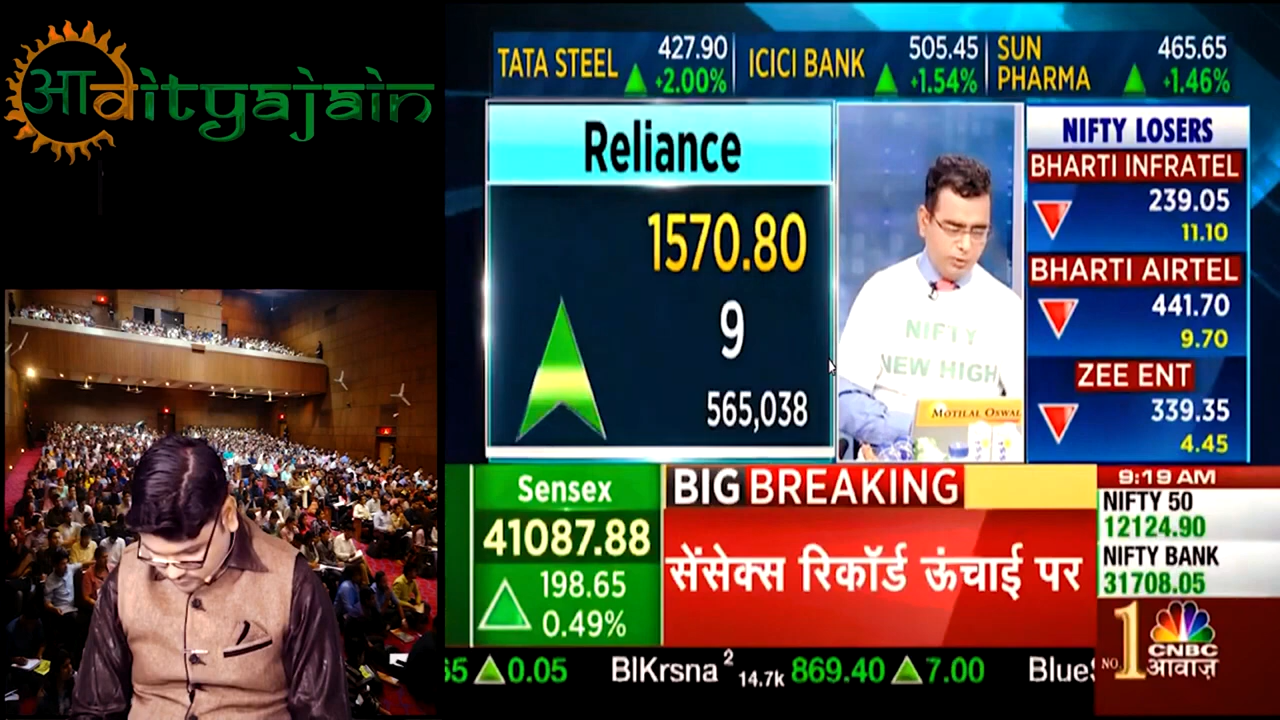 आdityajain
TATA STEEL 427.90 +2.00%
ICICI BANK 505.45 +1.54%
SUN PHARMA 465.65 +1.46%
Reliance
1570.80
9
565,038
NIFTY
NEW HIGH
MOTILAL OSWAL
NIFTY LOSERS
BHARTI INFRATEL
239.05
11.10
BHARTI AIRTEL
441.70
9.70
ZEE ENT
339.35
4.45
Sensex
41087.88
198.65
0.49%
BIG BREAKING
सेंसेक्स रिकॉर्ड ऊंचाई पर
9:19 AM
NIFTY 50
12124.90
NIFTY BANK
31708.05
NO. 1 CNBC
आवाज़
65 0.05 BlKrsna 2 14.7k 869.40 7.00 Blue